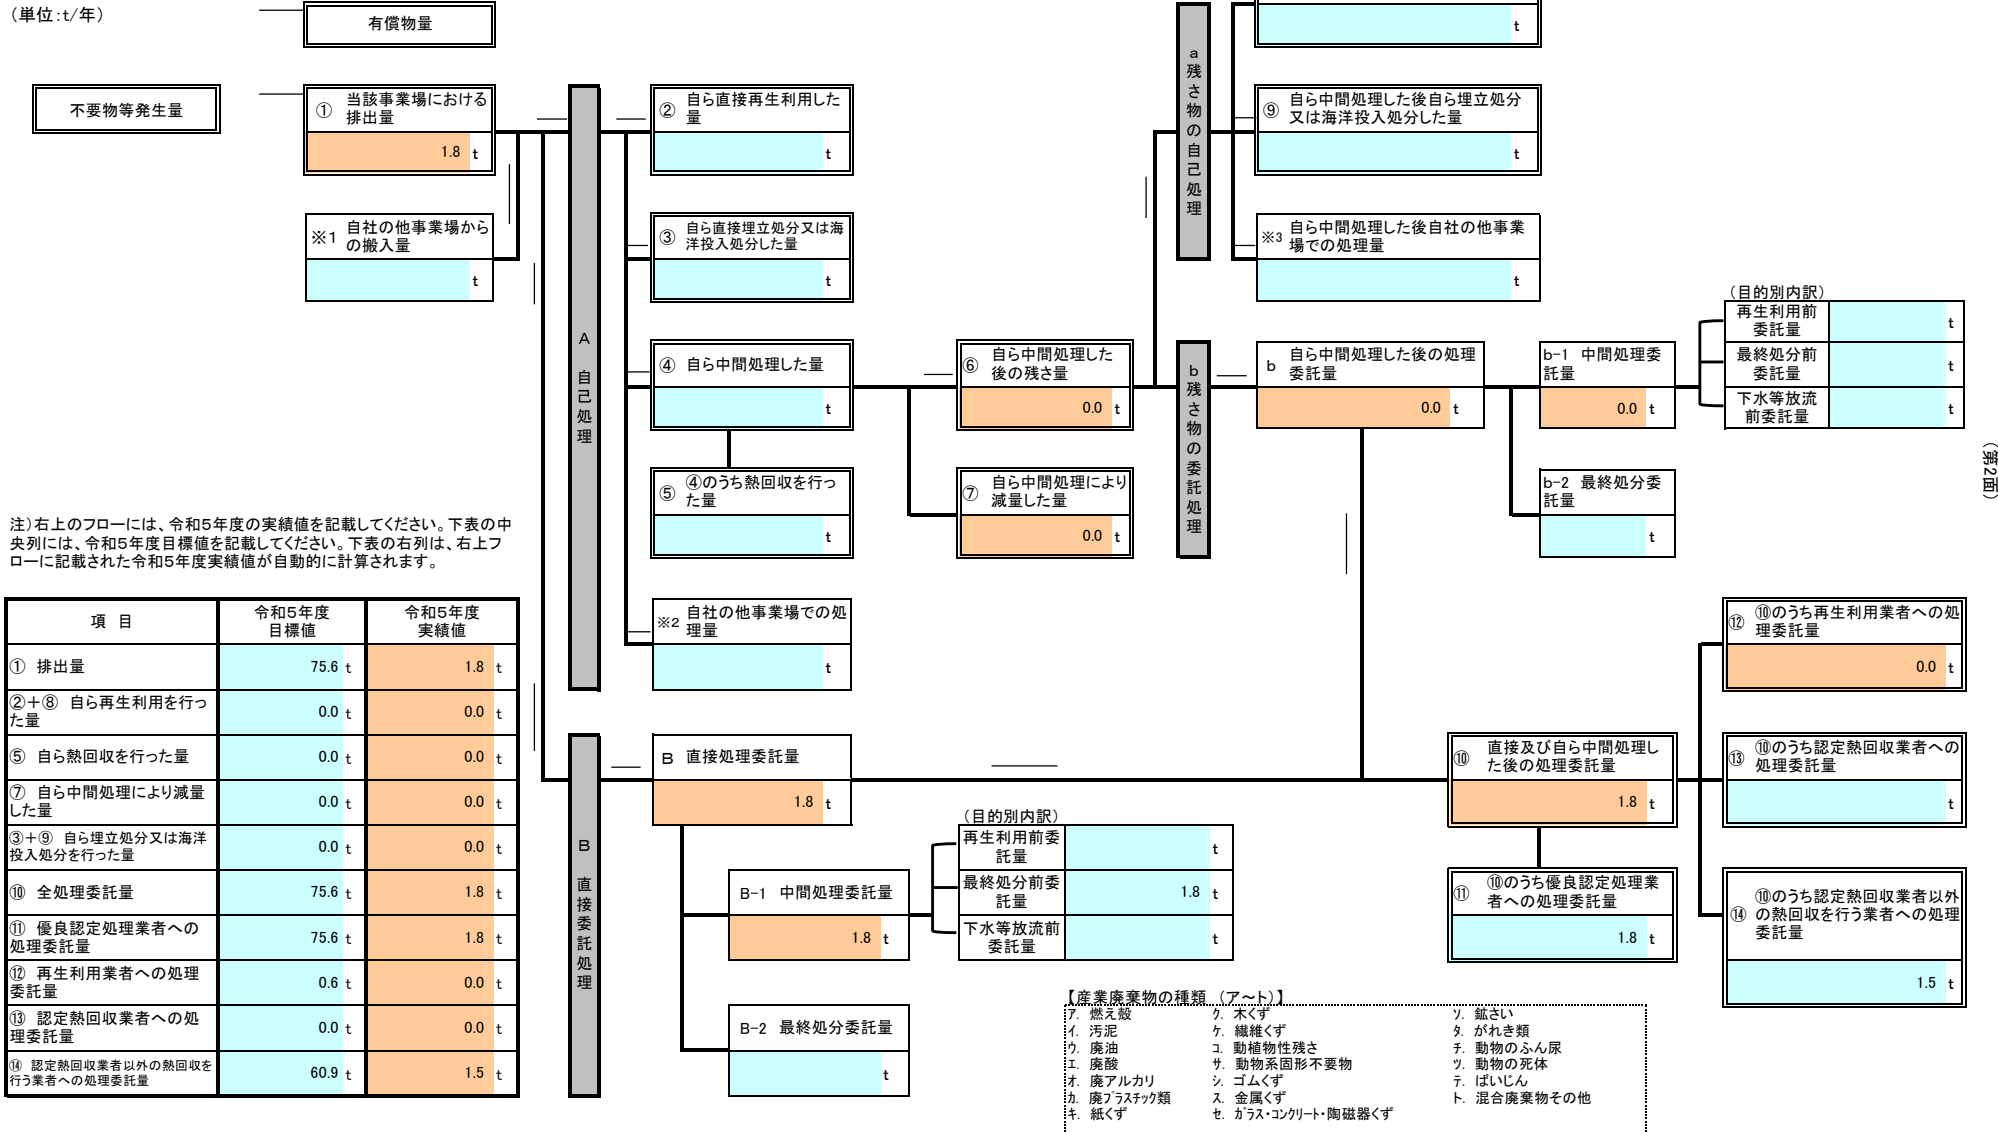 （単位:t/年）
有償物量
t
不要物等発生量
① 当該事業場における
排出量
1.8 t
※1 自社の他事業場から
の搬入量
t
A 自己処理
② 自ら直接再生利用した
量
t
③ 自ら直接埋立処分又は海
洋投入処分した量
t
④ 自ら中間処理した量
t
⑤ ④のうち熱回収を行っ
た量
t
※2 自社の他事業場での処
理量
t
⑥ 自ら中間処理した
後の残さ量
0.0 t
⑦ 自ら中間処理により
減量した量
0.0 t
a 残さ物の自己処理
⑨ 自ら中間処理した後自ら埋立処分
又は海洋投入処分した量
t
※3 自ら中間処理した後自社の他事業
場での処理量
t
b 残さ物の委託処理
b 自ら中間処理した後の処理
委託量
0.0 t
b-1 中間処理委
託量
0.0 t
b-2 最終処分委
託量
t
（目的別内訳）
再生利用前
委託量
t
最終処分前
委託量
t
下水等放流
前委託量
t
（第2面）
注）右上のフローには、令和5年度の実績値を記載してください。下表の中
央列には、令和5年度目標値を記載してください。下表の右列は、右上フ
ローに記載された令和5年度実績値が自動的に計算されます。
項 目 令和5年度
目標値 令和5年度
実績値
① 排出量 75.6 t 1.8 t
②＋⑧ 自ら再生利用を行っ
た量 0.0 t 0.0 t
⑤ 自ら熱回収を行った量 0.0 t 0.0 t
⑦ 自ら中間処理により減量
した量 0.0 t 0.0 t
③＋⑨ 自ら埋立処分又は海洋
投入処分を行った量 0.0 t 0.0 t
⑩ 全処理委託量 75.6 t 1.8 t
⑪ 優良認定処理業者への
処理委託量 75.6 t 1.8 t
⑫ 再生利用業者への処理
委託量 0.6 t 0.0 t
⑬ 認定熱回収業者への処
理委託量 0.0 t 0.0 t
⑭ 認定熱回収業者以外の熱回収を
行う業者への処理委託量 60.9 t 1.5 t
B 直接委託処理
B 直接処理委託量
1.8 t
B-1 中間処理委託量
1.8 t
B-2 最終処分委託量
t
（目的別内訳）
再生利用前委
託量
t
最終処分前委
託量
1.8 t
下水等放流前
委託量
t
⑩ 直接及び自ら中間処理し
た後の処理委託量
1.8 t
⑪ ⑩のうち優良認定処理業
者への処理委託量
1.8 t
⑫ ⑩のうち再生利用業者への処
理委託量
0.0 t
⑬ ⑩のうち認定熱回収業者への
処理委託量
t
⑭ ⑩のうち認定熱回収業者以外
の熱回収を行う業者への処理
委託量
1.5 t
【産業廃棄物の種類 （ア～ト）】
ア. 燃え殻 ク. 木くず ソ. 鉱さい
イ. 汚泥 ケ. 繊維くず タ. がれき類
ウ. 廃油 コ. 動植物性残さ チ. 動物のふん尿
エ. 廃酸 サ. 動物系固形不要物 ツ. 動物の死体
オ. 廃アルカリ シ. ゴムくず テ. ばいじん
カ. 廃プラスチック類 ス. 金属くず ト. 混合廃棄物その他
キ. 紙くず セ. ガラス・コンクリート・陶磁器くず